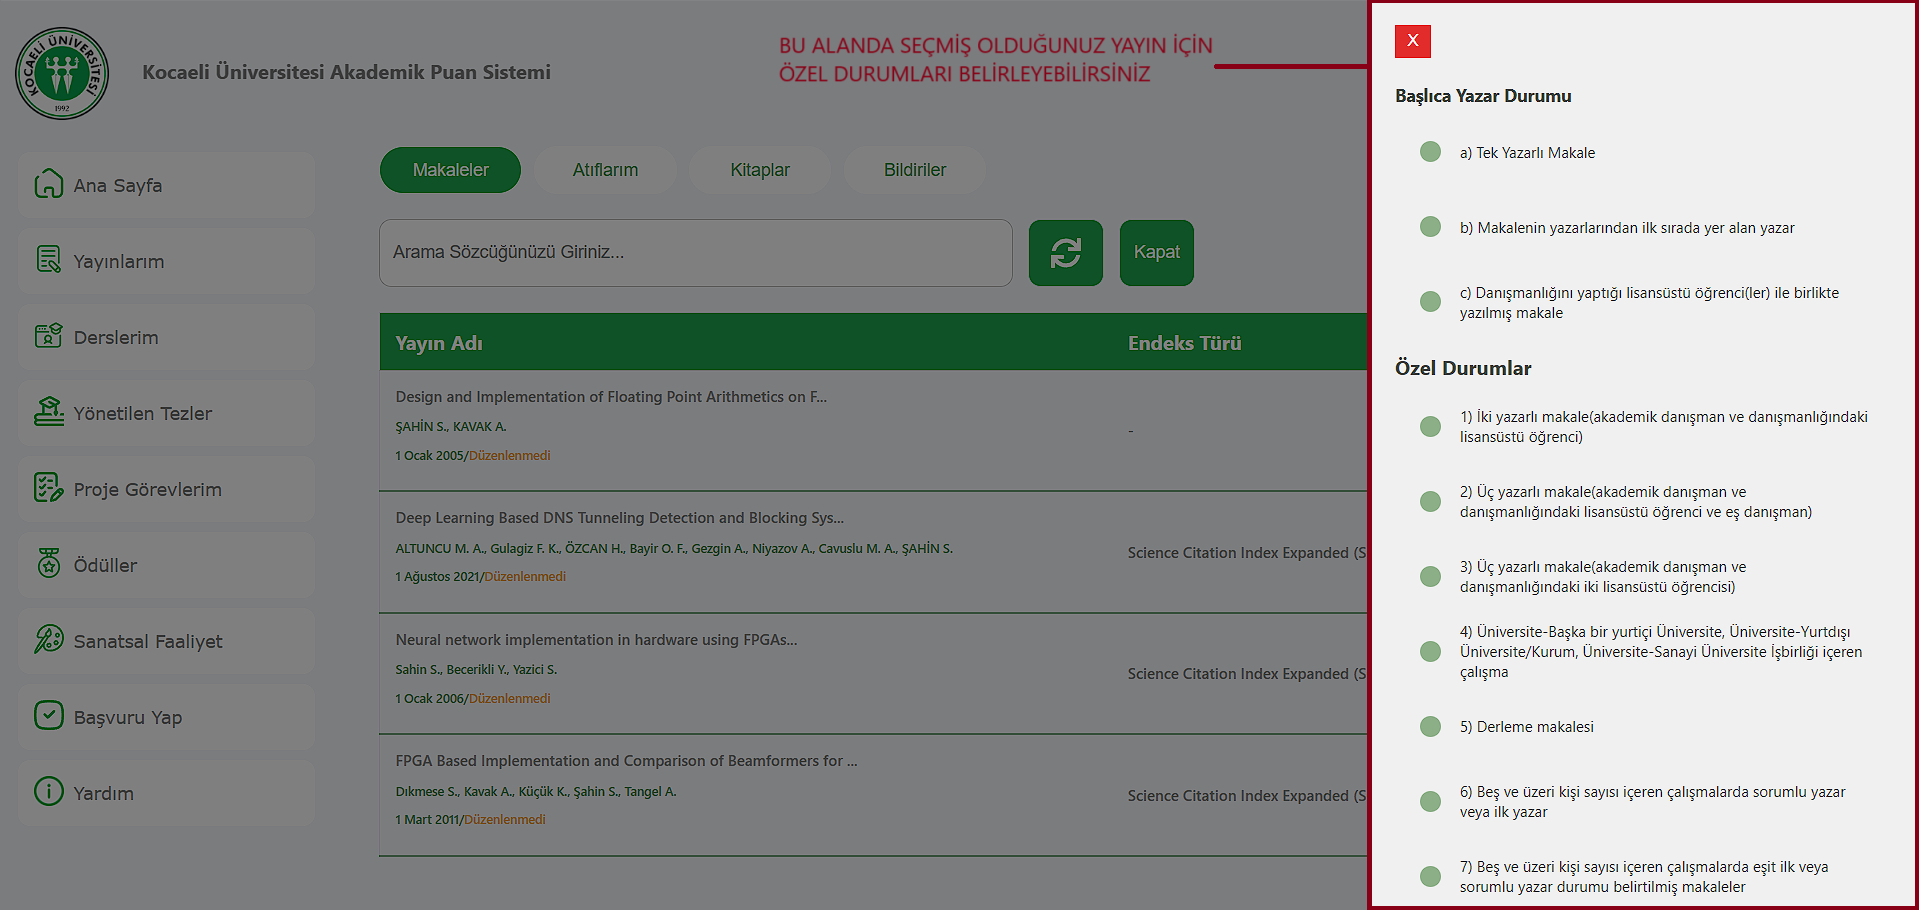 KOCAELİ ÜNİVERSİTESİ
1992
Kocaeli Üniversitesi Akademik Puan Sistemi
BU ALANDA SEÇMİŞ OLDUĞUNUZ YAYIN İÇİN
ÖZEL DURUMLARI BELİRLEYEBİLİRSİNİZ
Ana Sayfa
Yayınlarım
Derslerim
Yönetilen Tezler
Proje Görevlerim
Ödüller
Sanatsal Faaliyet
Başvuru Yap
Yardım
Makaleler
Atıflarım
Kitaplar
Bildiriler
Arama Sözcüğünüzü Giriniz...
Kapat
Yayın Adı
Endeks Türü
Design and Implementation of Floating Point Arithmetics on F...
ŞAHİN S., KAVAK A.
1 Ocak 2005/Düzenlenmedi
-
Deep Learning Based DNS Tunneling Detection and Blocking Sys...
ALTUNCU M. A., Gulagiz F. K., ÖZCAN H., Bayir O. F., Gezgin A., Niyazov A., Cavuslu M. A., ŞAHİN S.
1 Ağustos 2021/Düzenlenmedi
Science Citation Index Expanded (S
Neural network implementation in hardware using FPGAs...
Sahin S., Becerikli Y., Yazici S.
1 Ocak 2006/Düzenlenmedi
Science Citation Index Expanded (S
FPGA Based Implementation and Comparison of Beamformers for ...
Dıkmese S., Kavak A., Küçük K., Şahin S., Tangel A.
1 Mart 2011/Düzenlenmedi
Science Citation Index Expanded (S
X
Başlıca Yazar Durumu
a) Tek Yazarlı Makale
b) Makalenin yazarlarından ilk sırada yer alan yazar
c) Danışmanlığını yaptığı lisansüstü öğrenci(ler) ile birlikte
yazılmış makale
Özel Durumlar
1) İki yazarlı makale(akademik danışman ve danışmanlığındaki
lisansüstü öğrenci)
2) Üç yazarlı makale(akademik danışman ve
danışmanlığındaki lisansüstü öğrenci ve eş danışman)
3) Üç yazarlı makale(akademik danışman ve
danışmanlığındaki iki lisansüstü öğrencisi)
4) Üniversite-Başka bir yurtiçi Üniversite, Üniversite-Yurtdışı
Üniversite/Kurum, Üniversite-Sanayi Üniversite İşbirliği içeren
çalışma
5) Derleme makalesi
6) Beş ve üzeri kişi sayısı içeren çalışmalarda sorumlu yazar
veya ilk yazar
7) Beş ve üzeri kişi sayısı içeren çalışmalarda eşit ilk veya
sorumlu yazar durumu belirtilmiş makaleler